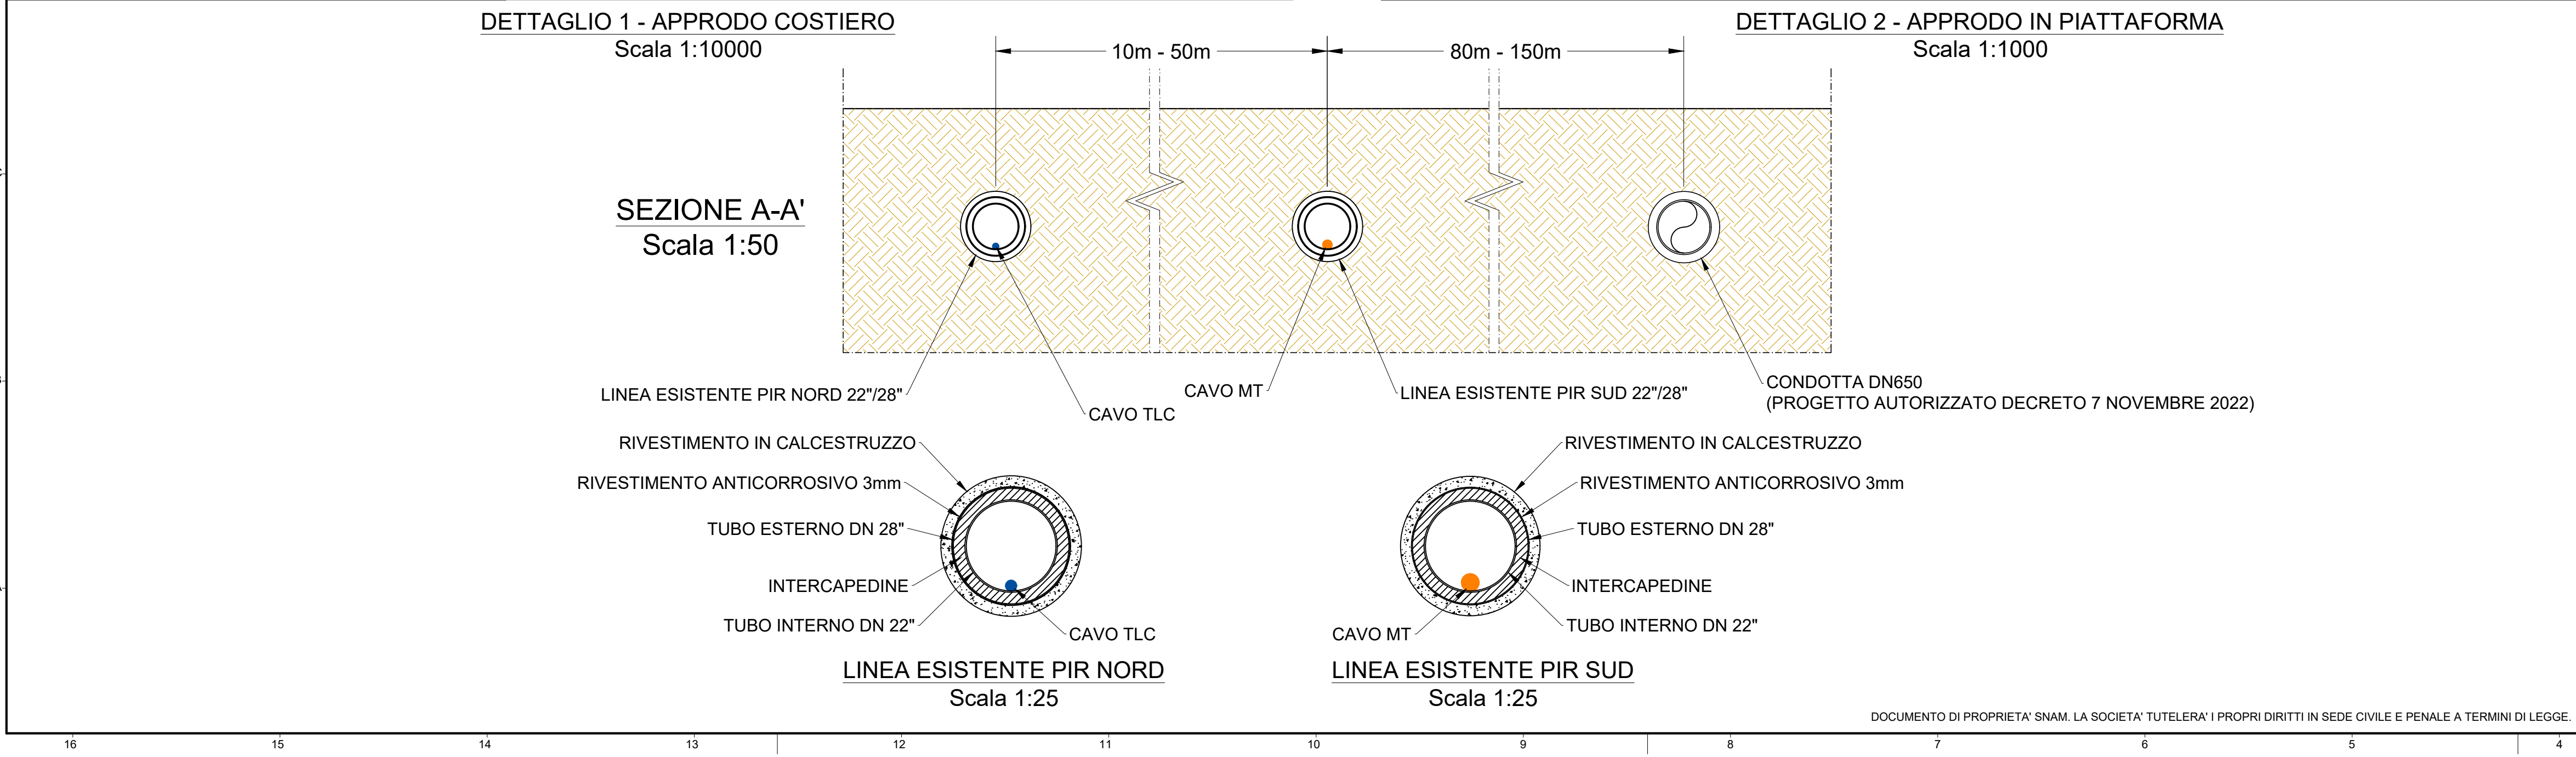 DETTAGLIO 1 - APPRODO COSTIERO
Scala 1:10000
DETTAGLIO 2 - APPRODO IN PIATTAFORMA
Scala 1:1000
10m - 50m
80m - 150m
SEZIONE A-A'
Scala 1:50
LINEA ESISTENTE PIR NORD 22"/28"
CAVO TLC
CAVO MT
LINEA ESISTENTE PIR SUD 22"/28"
CONDOTTA DN650
(PROGETTO AUTORIZZATO DECRETO 7 NOVEMBRE 2022)
RIVESTIMENTO IN CALCESTRUZZO
RIVESTIMENTO ANTICORROSIVO 3mm
TUBO ESTERNO DN 28"
INTERCAPEDINE
TUBO INTERNO DN 22"
CAVO TLC
LINEA ESISTENTE PIR NORD
Scala 1:25
RIVESTIMENTO IN CALCESTRUZZO
RIVESTIMENTO ANTICORROSIVO 3mm
TUBO ESTERNO DN 28"
INTERCAPEDINE
TUBO INTERNO DN 22"
CAVO MT
LINEA ESISTENTE PIR SUD
Scala 1:25
DOCUMENTO DI PROPRIETA' SNAM. LA SOCIETA' TUTELERA' I PROPRI DIRITTI IN SEDE CIVILE E PENALE A TERMINI DI LEGGE.
16 15 14 13 12 11 10 9 8 7 6 5 4